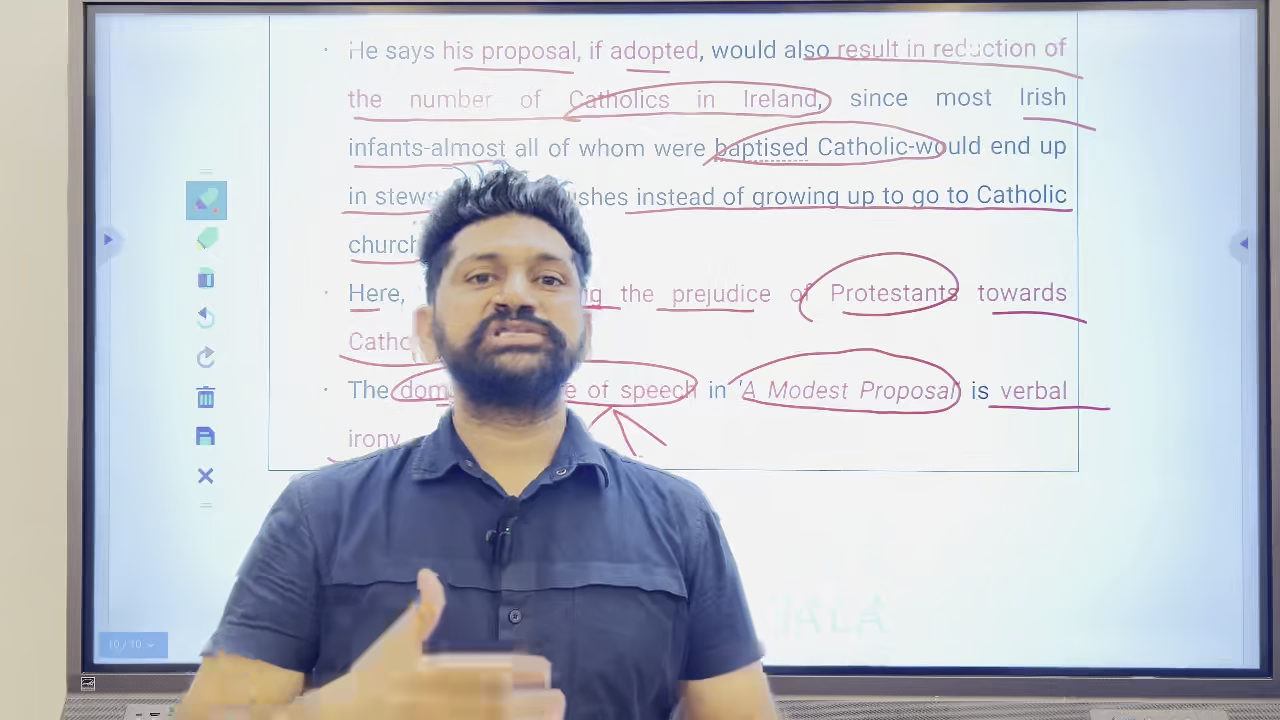 He says his proposal, if adopted, would also result in reduction of
the number of Catholics in Ireland, since most Irish
infants-almost all of whom were baptised Catholic-would end up
in stews instead of growing up to go to Catholic
church
Here, the prejudice of Protestants towards
Catho
The of speech in 'A Modest Proposal' is verbal
irony
10 / 10